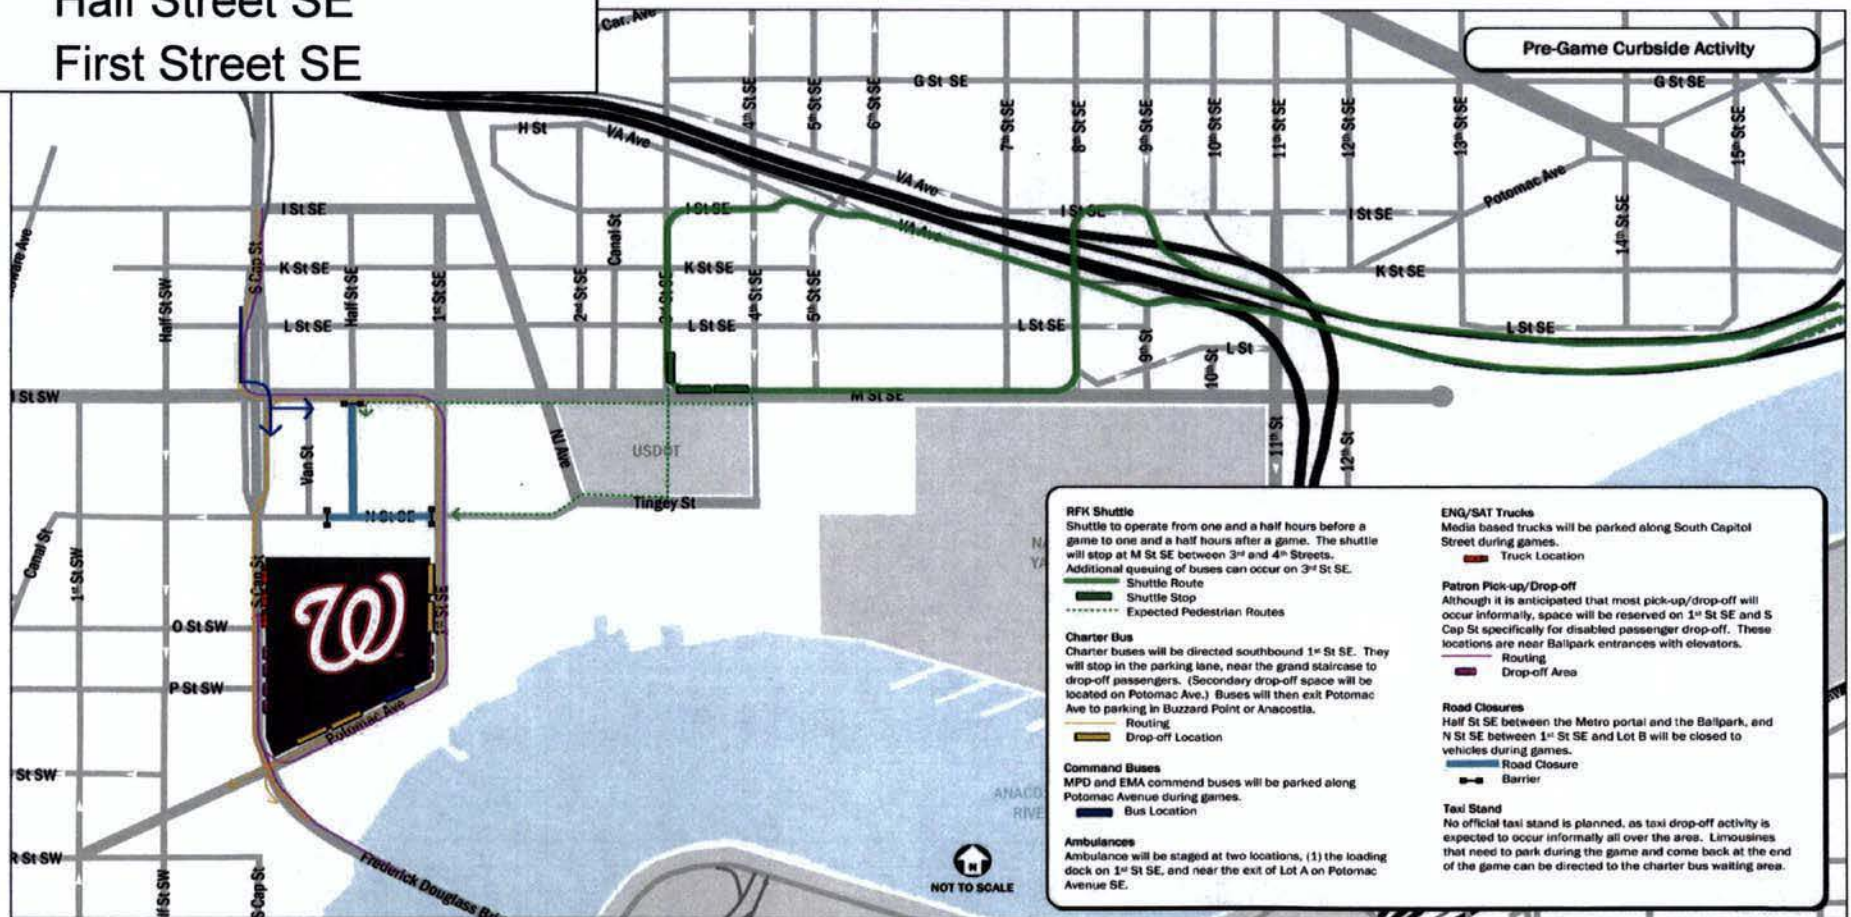 Half Street SE
First Street SE
Pre-Game Curbside Activity
Car. Ave
G St SE
G St SE
4th St SE
5th St SE
6th St SE
7th St SE
8th St SE
9th St SE
10th St SE
11th St SE
12th St SE
13th St SE
15th St SE
H St
VA Ave
VA Ave
VA Ave
Potomac Ave
I St SE
I St SE
I St SE
I St SE
14th St SE
Canal St
S Cap St
K St SE
K St SE
K St SE
Half St SW
Half St SE
1st St SE
2nd St SE
4th St SE
5th St SE
L St SE
L St SE
L St SE
L St SE
9th St
10th St
L St
M St SE
Van St
NJ Ave
USDOT
11th St
12th St
N St SE
Tingey St
Canal St
1st St SW
S Cap St
1st St SE
W
O St SW
P St SW
Potomac Ave
St SW
R St SW
S Cap St
Frederick Douglass
NOT TO SCALE
RFK Shuttle
Shuttle to operate from one and a half hours before a
game to one and a half hours after a game. The shuttle
will stop at M St SE between 3rd and 4th Streets.
Additional queuing of buses can occur on 3rd St SE.
Shuttle Route
Shuttle Stop
Expected Pedestrian Routes
Charter Bus
Charter buses will be directed southbound 1st St SE. They
will stop in the parking lane, near the grand staircase to
drop-off passengers. (Secondary drop-off space will be
located on Potomac Ave.) Buses will then exit Potomac
Ave to parking in Buzzard Point or Anacostia.
Routing
Drop-off Location
Command Buses
MPD and EMA commend buses will be parked along
Potomac Avenue during games.
Bus Location
Ambulances
Ambulance will be staged at two locations, (1) the loading
dock on 1st St SE, and near the exit of Lot A on Potomac
Avenue SE.
ENG/SAT Trucks
Media based trucks will be parked along South Capitol
Street during games.
Truck Location
Patron Pick-up/Drop-off
Although it is anticipated that most pick-up/drop-off will
occur informally, space will be reserved on 1st St SE and S
Cap St specifically for disabled passenger drop-off. These
locations are near Ballpark entrances with elevators.
Routing
Drop-off Area
Road Closures
Half St SE between the Metro portal and the Ballpark, and
N St SE between 1st St SE and Lot B will be closed to
vehicles during games.
Road Closure
Barrier
Taxi Stand
No official taxi stand is planned, as taxi drop-off activity is
expected to occur informally all over the area. Limousines
that need to park during the game and come back at the end
of the game can be directed to the charter bus waiting area.